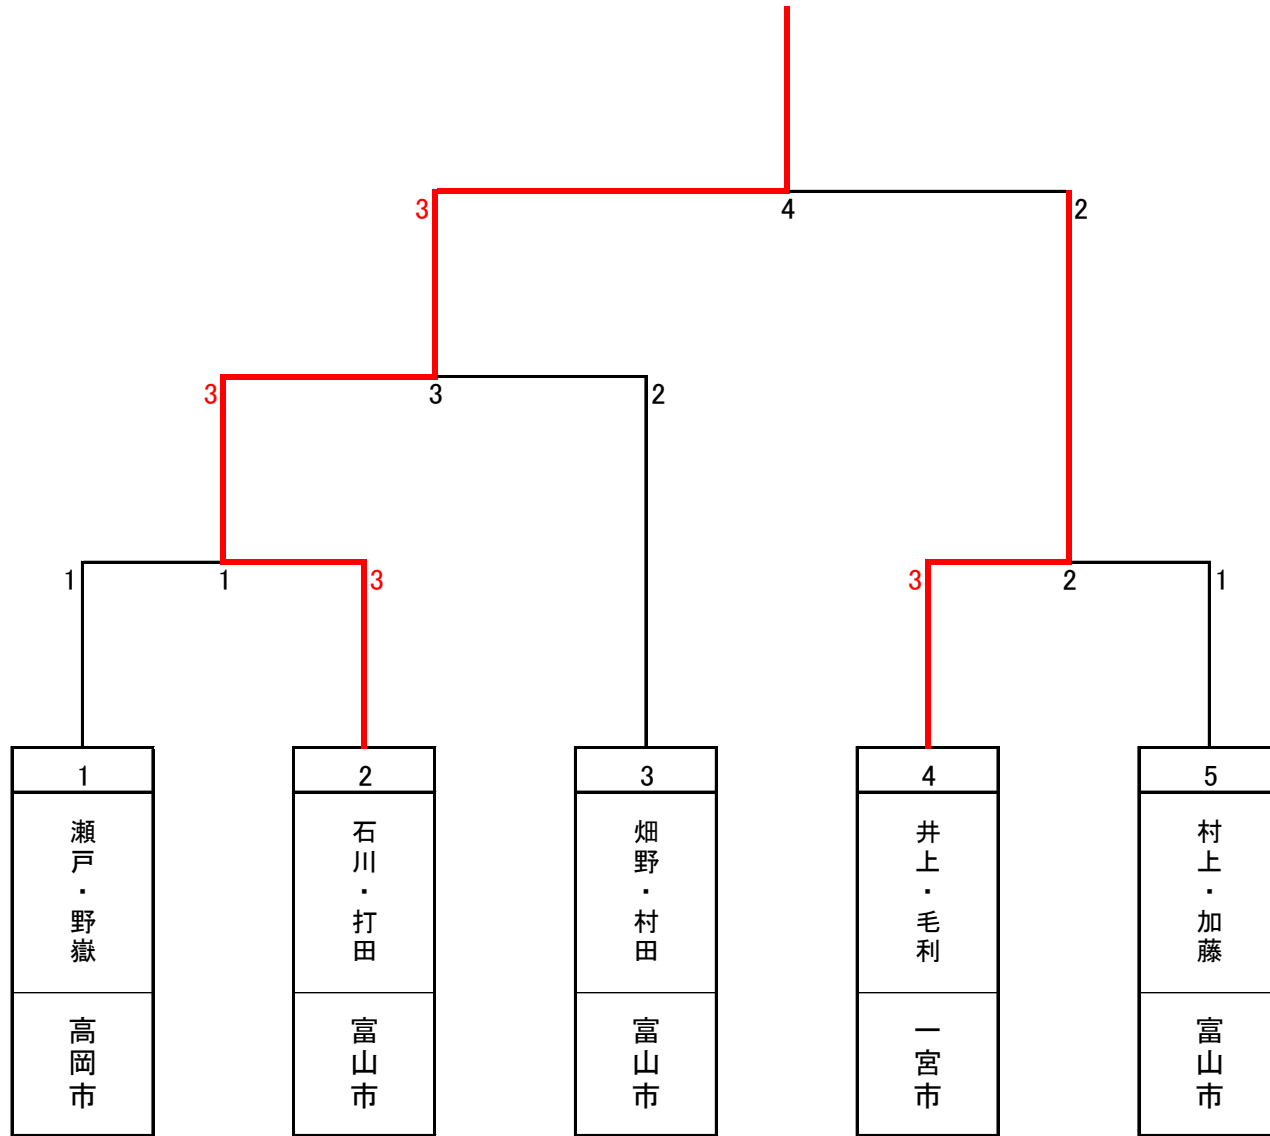 3 4 2
3 3 2
1 1 3 3 2 1
1 2 3 4 5
瀬戸・野嶽
石川・打田
畑野・村田
井上・毛利
村上・加藤
高岡市
富山市
富山市
一宮市
富山市